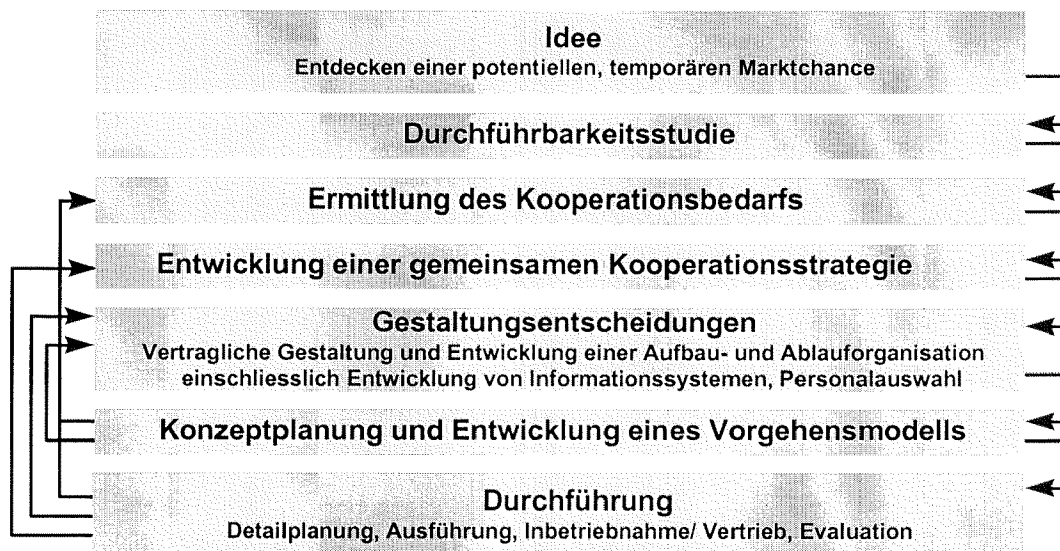 Idee
Entdecken einer potentiellen, temporären Marktchance
Durchführbarkeitsstudie
Ermittlung des Kooperationsbedarfs
Entwicklung einer gemeinsamen Kooperationsstrategie
Gestaltungsentscheidungen
Vertragliche Gestaltung und Entwicklung einer Aufbau- und Ablauforganisation
einschliesslich Entwicklung von Informationssystemen, Personalauswahl
Konzeptplanung und Entwicklung eines Vorgehensmodells
Durchführung
Detailplanung, Ausführung, Inbetriebnahme/ Vertrieb, Evaluation